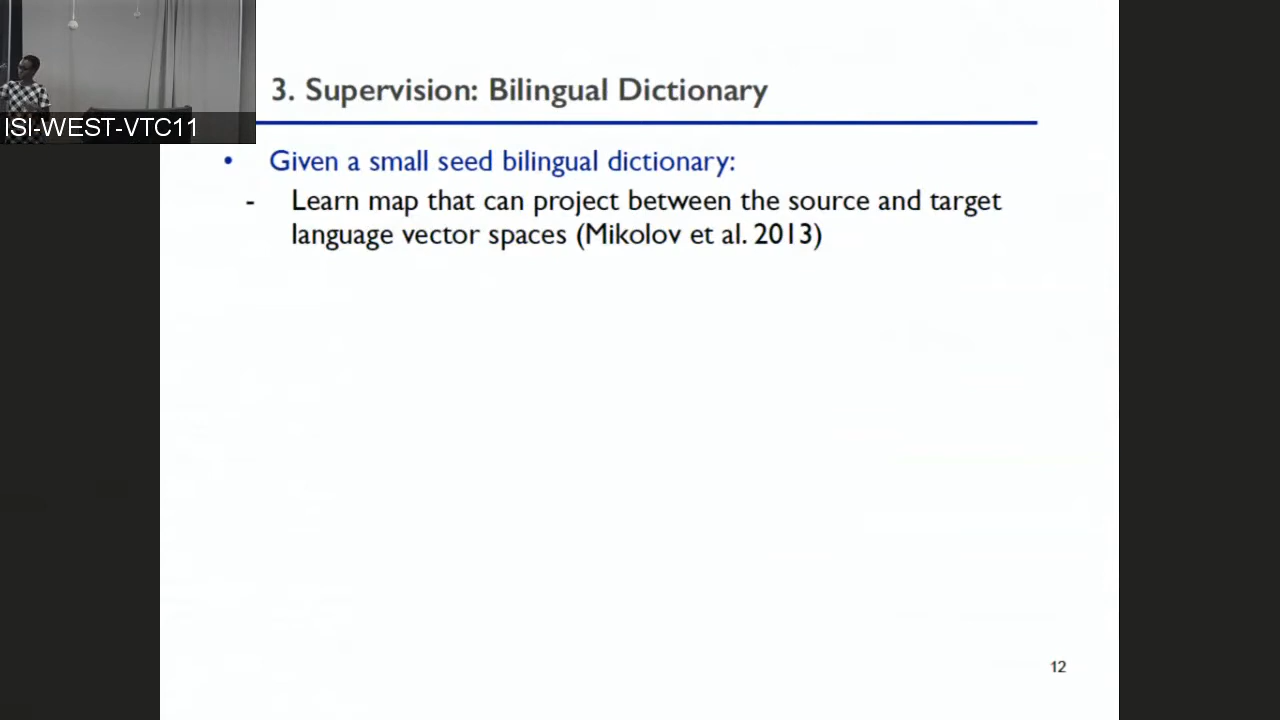 3. Supervision: Bilingual Dictionary
ISI-WEST-VTC11
• Given a small seed bilingual dictionary:
- Learn map that can project between the source and target
language vector spaces (Mikolov et al. 2013)
12